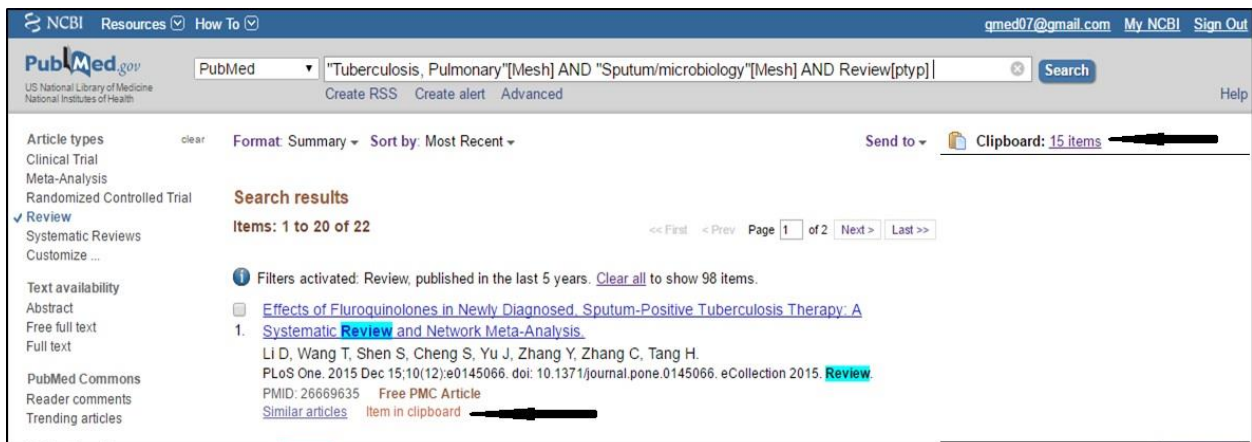 NCBI Resources How To qmed07@gmail.com My NCBI Sign Out
PubMed.gov
US National Library of Medicine
National Institutes of Health
PubMed "Tuberculosis, Pulmonary"[Mesh] AND "Sputum/microbiology"[Mesh] AND Review[ptyp] Search
Create RSS Create alert Advanced Help
Article types clear
Clinical Trial
Meta-Analysis
Randomized Controlled Trial
Review
Systematic Reviews
Customize ...
Text availability
Abstract
Free full text
Full text
PubMed Commons
Reader comments
Trending articles
Format: Summary Sort by: Most Recent Send to
Clipboard: 15 items
Search results
Items: 1 to 20 of 22
<< First < Prev Page 1 of 2 Next > Last >>
Filters activated: Review, published in the last 5 years. Clear all to show 98 items.
Effects of Fluroquinolones in Newly Diagnosed, Sputum-Positive Tuberculosis Therapy: A
1. Systematic Review and Network Meta-Analysis.
Li D, Wang T, Shen S, Cheng S, Yu J, Zhang Y, Zhang C, Tang H.
PLoS One. 2015 Dec 15;10(12):e0145066. doi: 10.1371/journal.pone.0145066. eCollection 2015. Review.
PMID: 26669635 Free PMC Article
Similar articles Item in clipboard